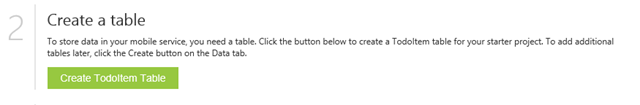 2
Create a table
To store data in your mobile service, you need a table. Click the button below to create a TodoItem table for your starter project. To add additional
tables later, click the Create button on the Data tab.
Create TodoItem Table